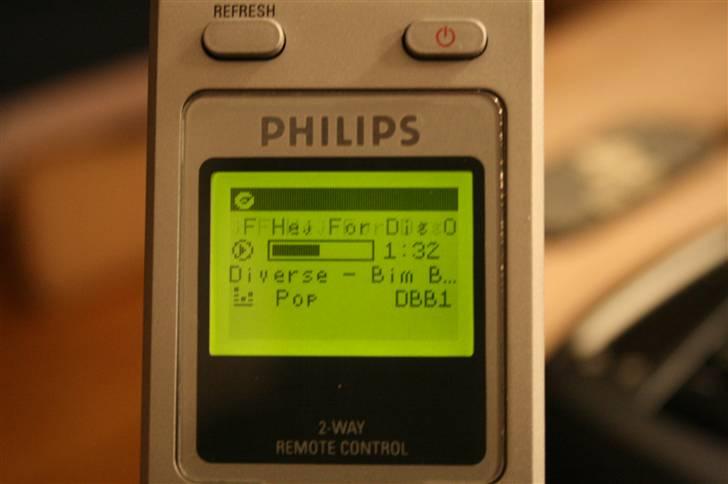 REFRESH
PHILIPS
Hej For Dig
1:32
Diverse - Bim B...
Pop DBB1
2-WAY
REMOTE CONTROL